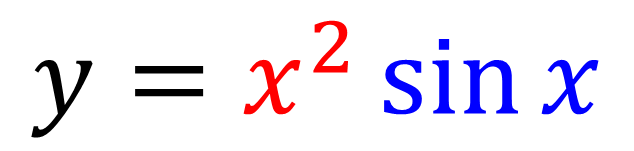 y = x² sin x